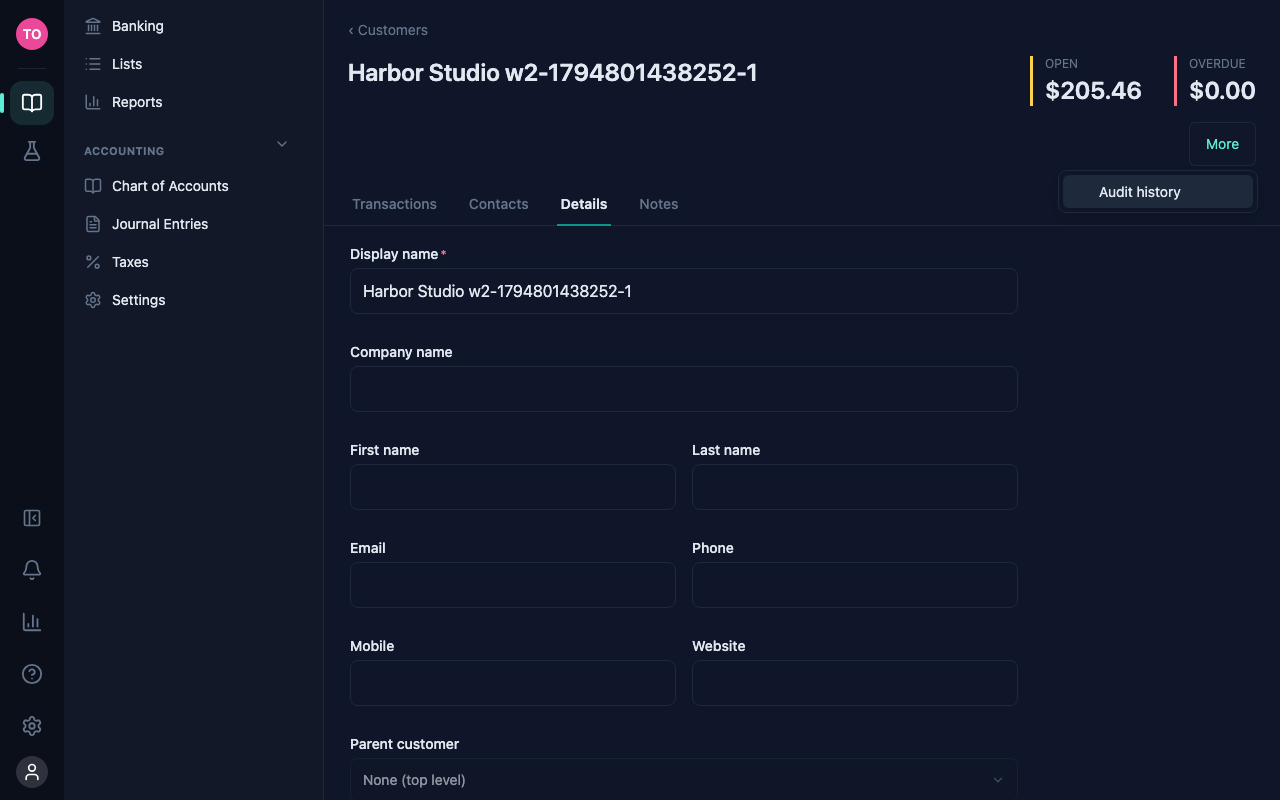 TO
Banking
Lists
Reports
ACCOUNTING
Chart of Accounts
Journal Entries
Taxes
Settings
‹ Customers
Harbor Studio w2-1794801438252-1
OPEN
$205.46
OVERDUE
$0.00
More
Audit history
Transactions Contacts Details Notes
Display name*
Harbor Studio w2-1794801438252-1
Company name
First name Last name
Email Phone
Mobile Website
Parent customer
None (top level)